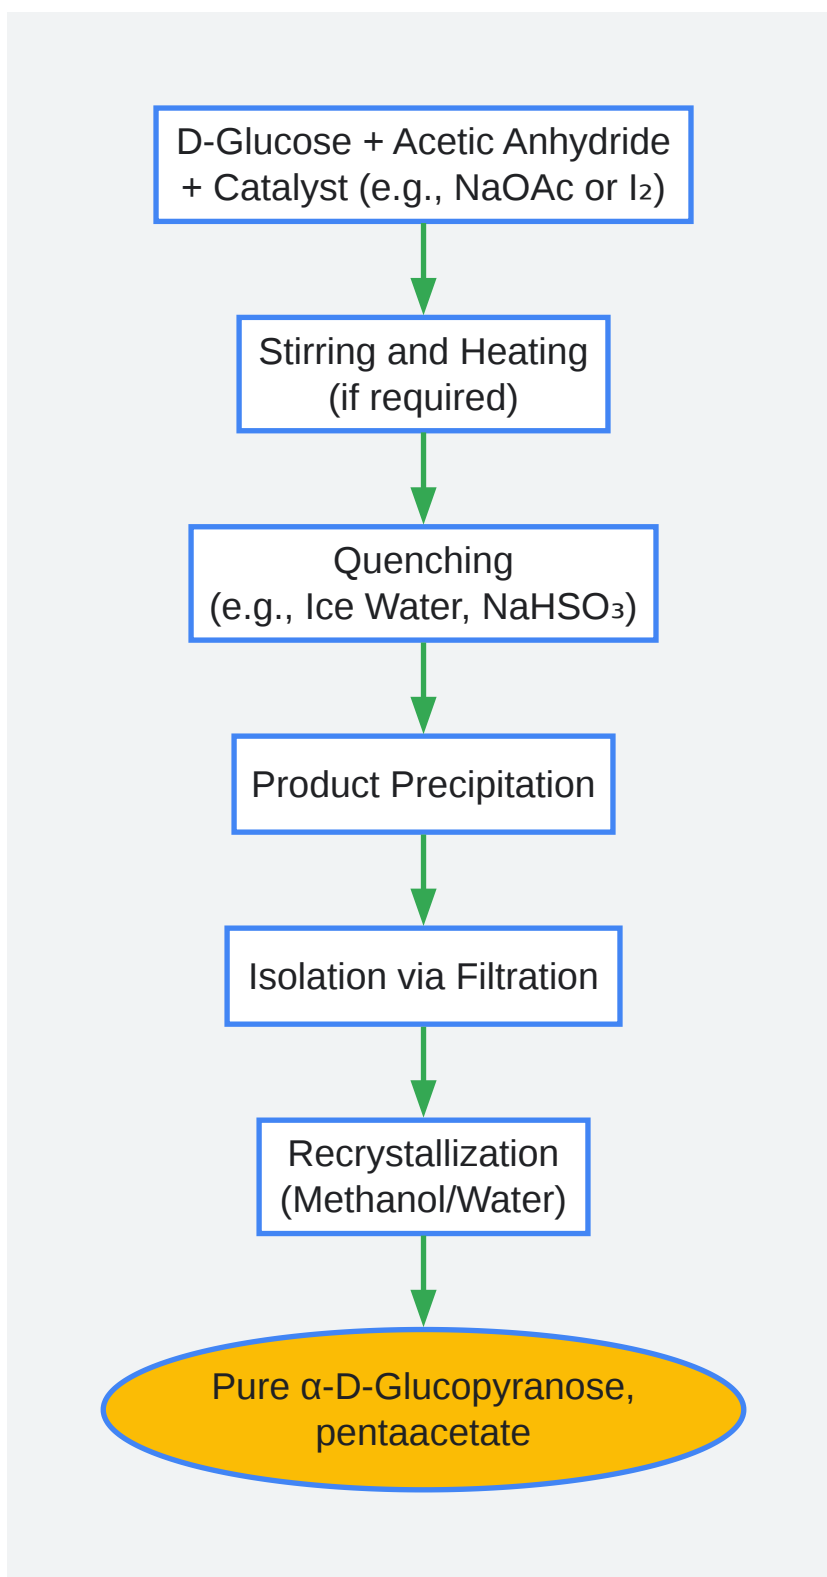 D-Glucose + Acetic Anhydride
+ Catalyst (e.g., NaOAc or I₂)
Stirring and Heating
(if required)
Quenching
(e.g., Ice Water, NaHSO₃)
Product Precipitation
Isolation via Filtration
Recrystallization
(Methanol/Water)
Pure α-D-Glucopyranose,
pentaacetate